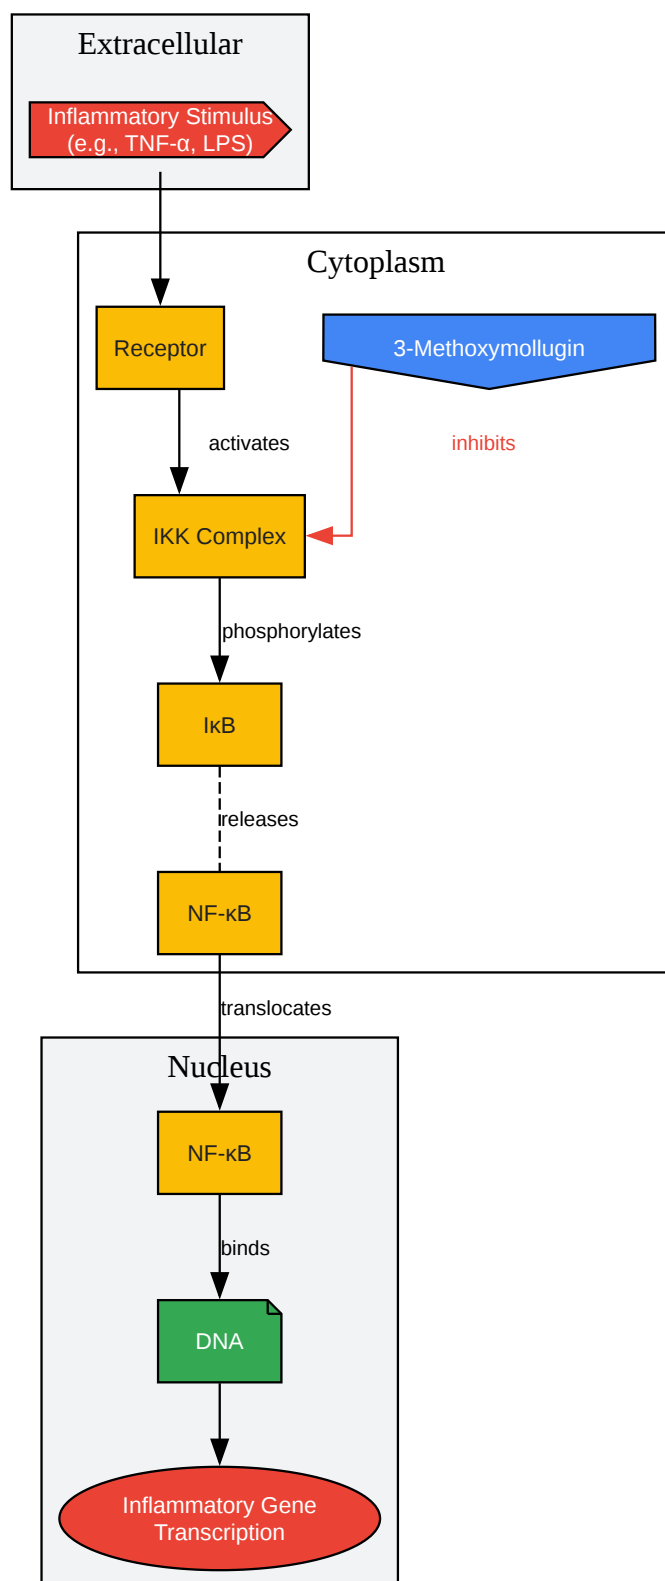 Extracellular
Inflammatory Stimulus
(e.g., TNF-α, LPS)
Cytoplasm
Receptor
3-Methoxymollugin
activates
inhibits
IKK Complex
phosphorylates
IκB
releases
NF-κB
translocates
Nucleus
NF-κB
binds
DNA
Inflammatory Gene
Transcription